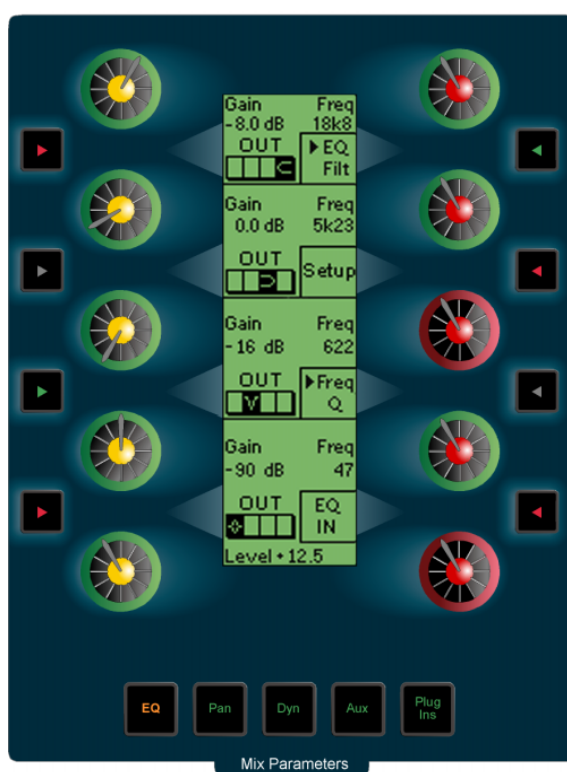 Gain Freq
-8.0 dB 18k8
OUT EQ
Filt
Gain Freq
0.0 dB 5k23
OUT Setup
Gain Freq
-16 dB 622
OUT Freq
Q
Gain Freq
-90 dB 47
OUT EQ
IN
Level+12.5
EQ Pan Dyn Aux Plug
Ins
Mix Parameters